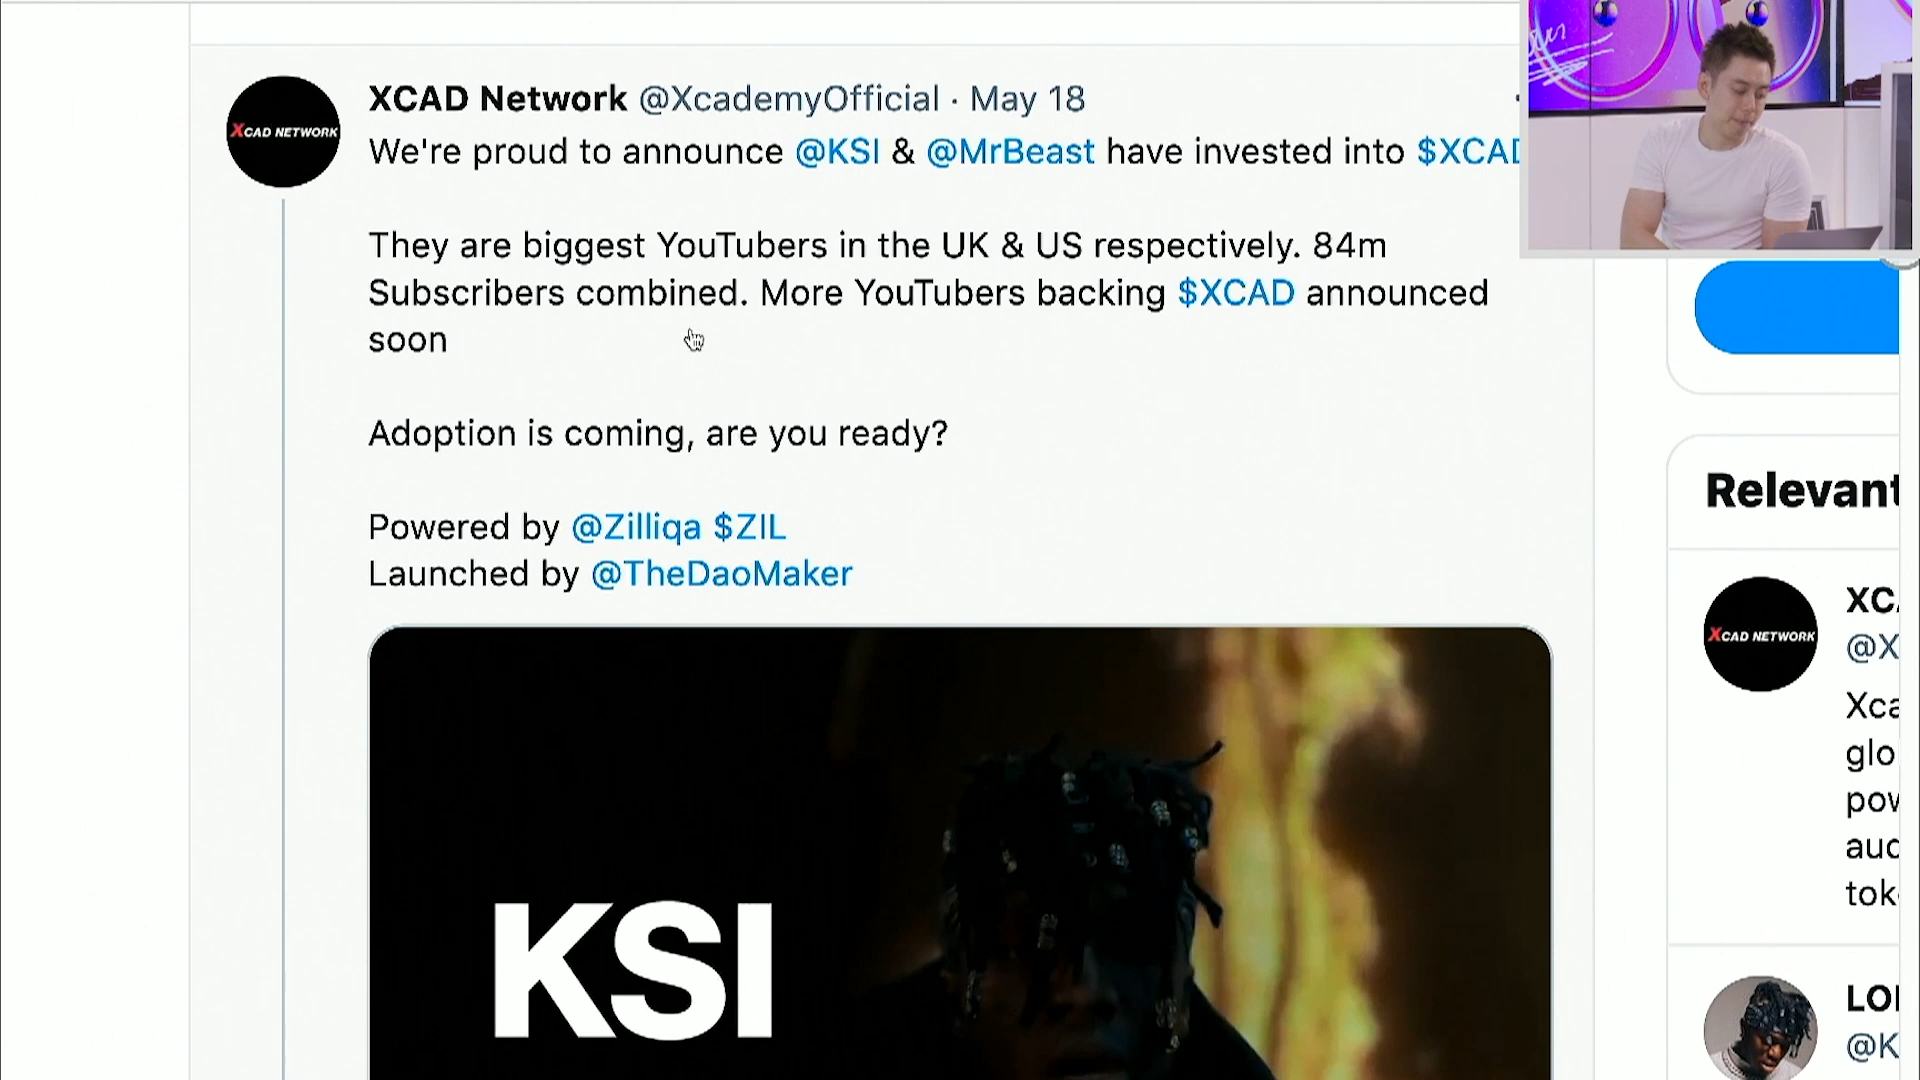 XCAD Network @XcademyOfficial · May 18
We're proud to announce @KSI & @MrBeast have invested into $XCAD
They are biggest YouTubers in the UK & US respectively. 84m
Subscribers combined. More YouTubers backing $XCAD announced
soon
Adoption is coming, are you ready?
Powered by @Zilliqa $ZIL
Launched by @TheDaoMaker
XCAD NETWORK
KSI
Relevant
XCAD NETWORK
XCA
@X
Xca
glo
pow
aud
tok
LO
@K